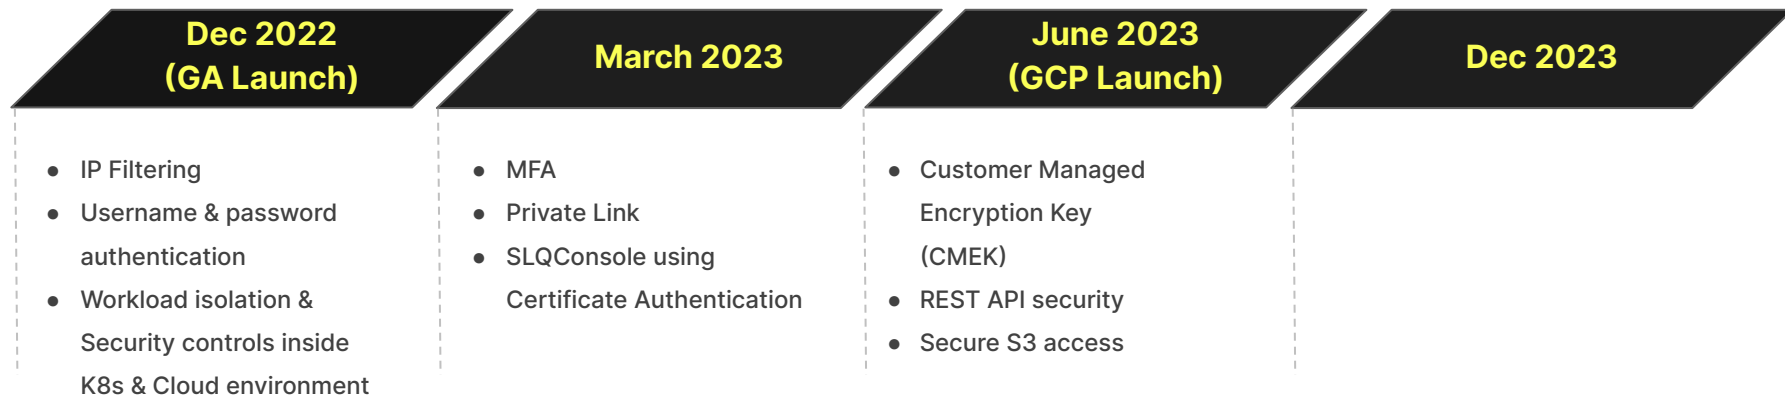 Dec 2022
(GA Launch)
March 2023
June 2023
(GCP Launch)
Dec 2023
● IP Filtering
● Username & password
authentication
● Workload isolation &
Security controls inside
K8s & Cloud environment
● MFA
● Private Link
● SLQConsole using
Certificate Authentication
● Customer Managed
Encryption Key
(CMEK)
● REST API security
● Secure S3 access